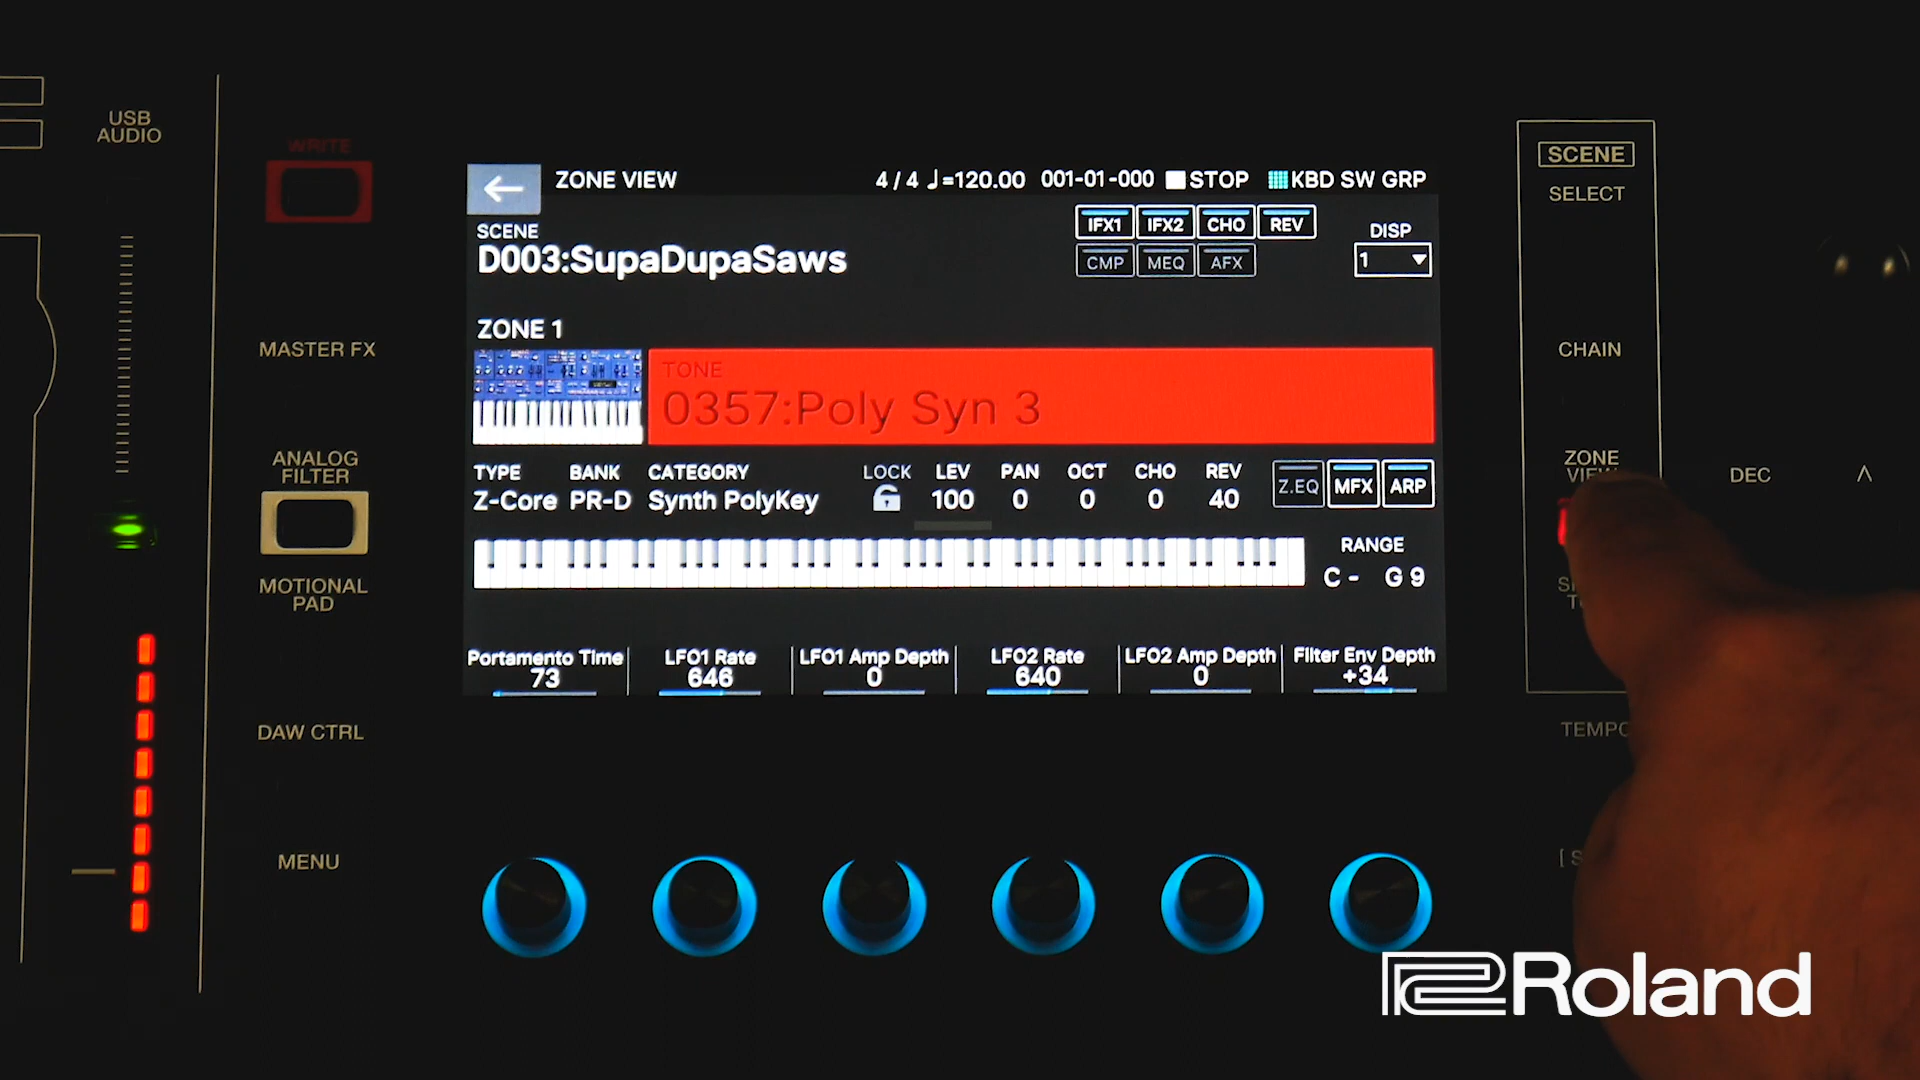 USB
AUDIO
WRITE
MASTER FX
ANALOG
FILTER
MOTIONAL
PAD
DAW CTRL
MENU
ZONE VIEW
4 / 4 ♩=120.00 001-01-000 STOP KBD SW GRP
SCENE
D003:SupaDupaSaws
IFX1 IFX2 CHO REV
CMP MEQ AFX
DISP
1
ZONE 1
TONE
0357:Poly Syn 3
TYPE BANK CATEGORY LOCK LEV PAN OCT CHO REV
Z-Core PR-D Synth PolyKey 100 0 0 0 40
Z.EQ MFX ARP
RANGE
C - G 9
Portamento Time LFO1 Rate LFO1 Amp Depth LFO2 Rate LFO2 Amp Depth Filter Env Depth
73 646 0 640 0 +34
SCENE
SELECT
CHAIN
ZONE
VIEW
DEC
TEMPO
Roland